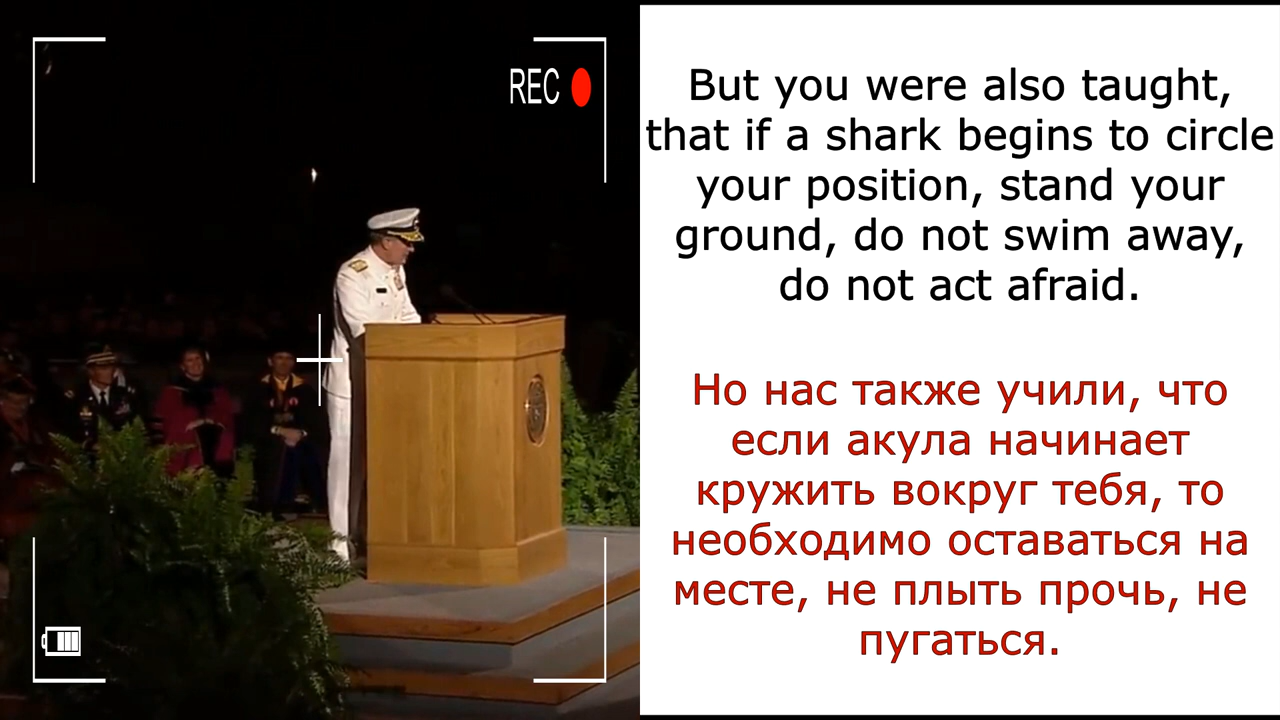 REC
But you were also taught,
that if a shark begins to circle
your position, stand your
ground, do not swim away,
do not act afraid.
Но нас также учили, что
если акула начинает
кружить вокруг тебя, то
необходимо оставаться на
месте, не плыть прочь, не
пугаться.